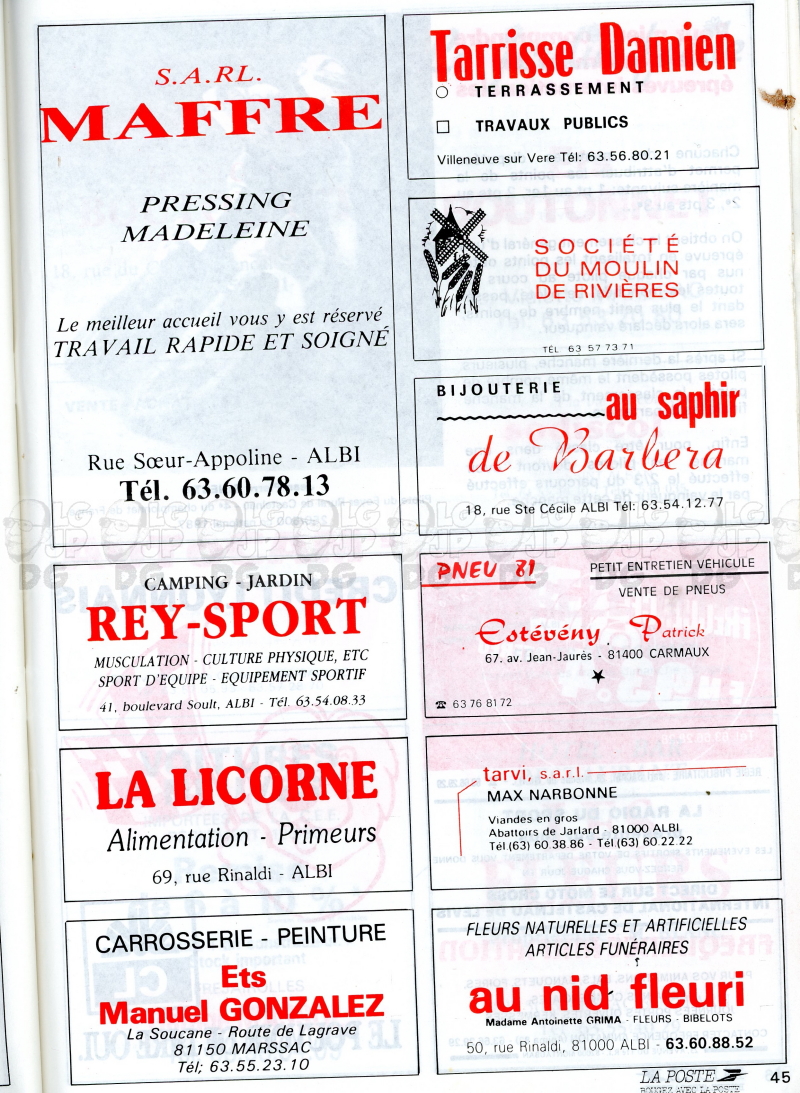 S.A.RL.
MAFFRE
PRESSING
MADELEINE
Le meilleur accueil vous y est réservé
TRAVAIL RAPIDE ET SOIGNÉ
Rue Sœur-Appoline - ALBI
Tél. 63.60.78.13
CAMPING - JARDIN
REY-SPORT
MUSCULATION - CULTURE PHYSIQUE, ETC
SPORT D'EQUIPE - EQUIPEMENT SPORTIF
41, boulevard Soult, ALBI - Tél. 63.54.08.33
LA LICORNE
Alimentation - Primeurs
69, rue Rinaldi - ALBI
CARROSSERIE - PEINTURE
Ets
Manuel GONZALEZ
La Soucane - Route de Lagrave
81150 MARSSAC
Tél; 63.55.23.10
Tarrisse Damien
TERRASSEMENT
TRAVAUX PUBLICS
Villeneuve sur Vere Tél: 63.56.80.21
SOCIÉTÉ
DU MOULIN
DE RIVIÈRES
TÉL 63 57 73 71
BIJOUTERIE
au saphir
de Barbera
18, rue Ste Cécile ALBI Tél: 63.54.12.77
PNEU 81
PETIT ENTRETIEN VÉHICULE
VENTE DE PNEUS
Estévény Patrick
67. av. Jean-Jaurès - 81400 CARMAUX
☎ 63 76 81 72
tarvi, s.a.r.l.
MAX NARBONNE
Viandes en gros
Abattoirs de Jarlard - 81000 ALBI
Tél (63) 60.38.86 - Tél.(63) 60.22.22
FLEURS NATURELLES ET ARTIFICIELLES
ARTICLES FUNÉRAIRES
au nid fleuri
Madame Antoinette GRIMA - FLEURS - BIBELOTS
50, rue Rinaldi, 81000 ALBI - 63.60.88.52
LA POSTE
BOUGEZ AVEC LA POSTE
45